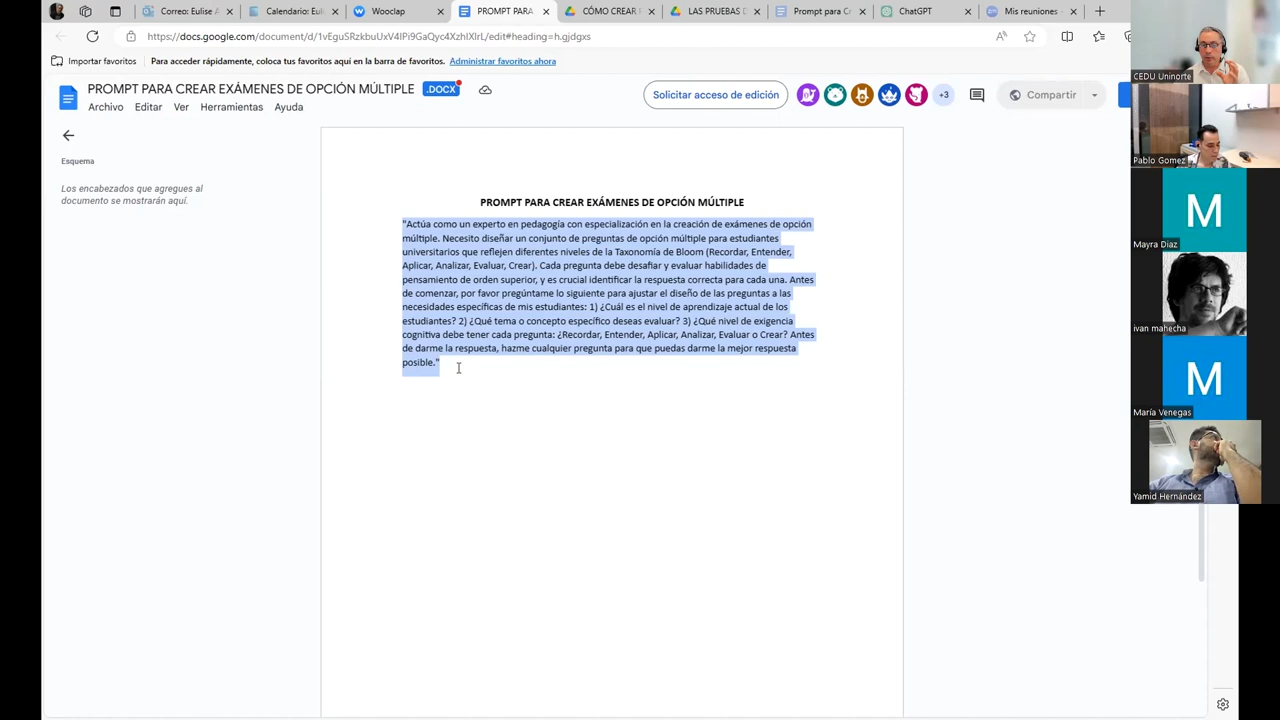 Correo: Eulise A
Calendario: Eulis
Wooclap
PROMPT PARA
CÓMO CREAR
LAS PRUEBAS D
Prompt para Cr
ChatGPT
Mis reuniones -
https://docs.google.com/document/d/1vEguSRzkbuUxV4IPi9GaQyc4XzhIXlrL/edit#heading=h.gjdgxs
Importar favoritos
Para acceder rápidamente, coloca tus favoritos aquí en la barra de favoritos. Administrar favoritos ahora
PROMPT PARA CREAR EXÁMENES DE OPCIÓN MÚLTIPLE
.DOCX
Archivo Editar Ver Herramientas Ayuda
Solicitar acceso de edición
+3
Compartir
Esquema
Los encabezados que agregues al
documento se mostrarán aquí.
PROMPT PARA CREAR EXÁMENES DE OPCIÓN MÚLTIPLE
"Actúa como un experto en pedagogía con especialización en la creación de exámenes de opción
múltiple. Necesito diseñar un conjunto de preguntas de opción múltiple para estudiantes
universitarios que reflejen diferentes niveles de la Taxonomía de Bloom (Recordar, Entender,
Aplicar, Analizar, Evaluar, Crear). Cada pregunta debe desafiar y evaluar habilidades de
pensamiento de orden superior, y es crucial identificar la respuesta correcta para cada una. Antes
de comenzar, por favor pregúntame lo siguiente para ajustar el diseño de las preguntas a las
necesidades específicas de mis estudiantes: 1) ¿Cuál es el nivel de aprendizaje actual de los
estudiantes? 2) ¿Qué tema o concepto específico deseas evaluar? 3) ¿Qué nivel de exigencia
cognitiva debe tener cada pregunta: ¿Recordar, Entender, Aplicar, Analizar, Evaluar o Crear? Antes
de darme la respuesta, hazme cualquier pregunta para que puedas darme la mejor respuesta
posible."
CEDU Uninorte
Pablo Gomez
M
Mayra Diaz
ivan mahecha
M
María Venegas
Yamid Hernández